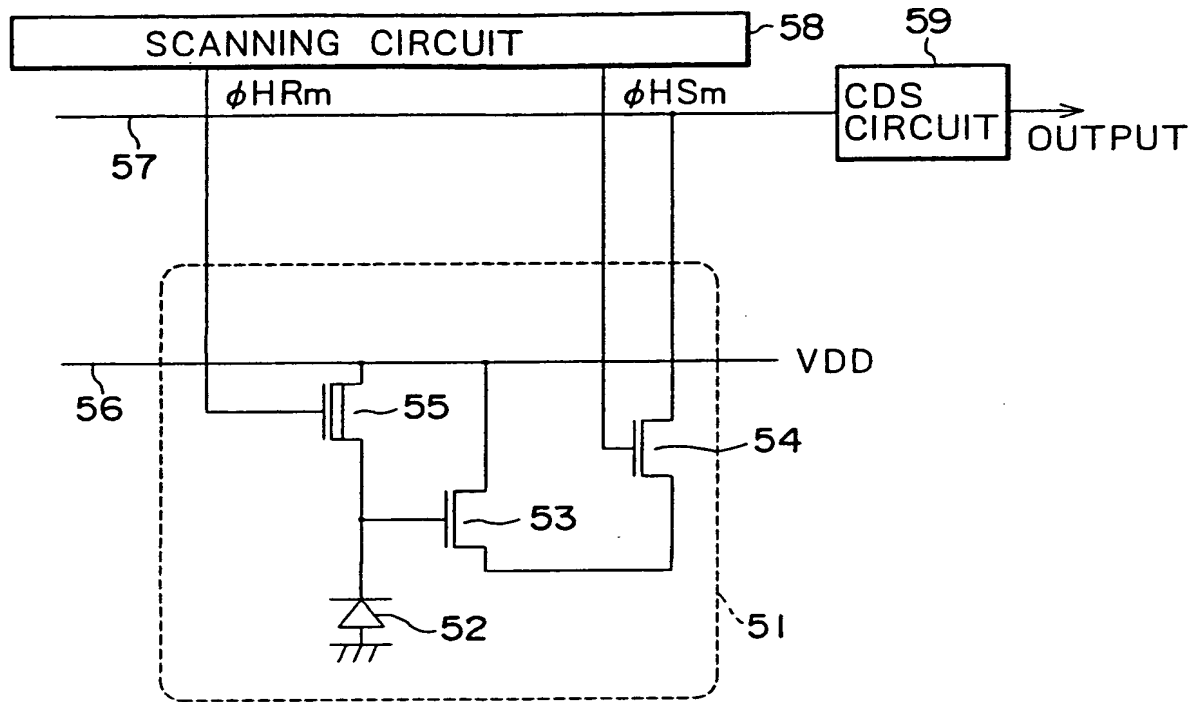 SCANNING CIRCUIT
58
59
φHRm
φHSm
CDS
CIRCUIT
OUTPUT
57
VDD
56
55
54
53
52
51